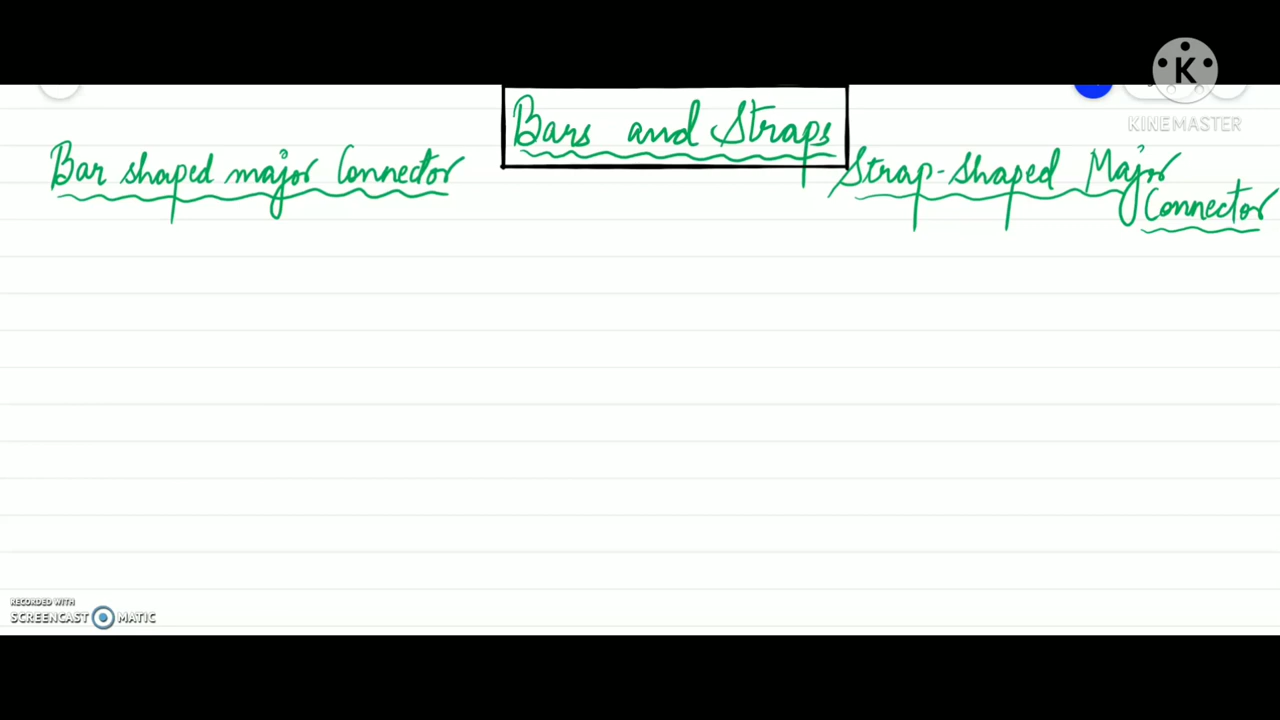 K
KINEMASTER
Bars and Straps
Bar shaped major Connector
Strap-shaped Major
Connector
RECORDED WITH
SCREENCAST MATIC